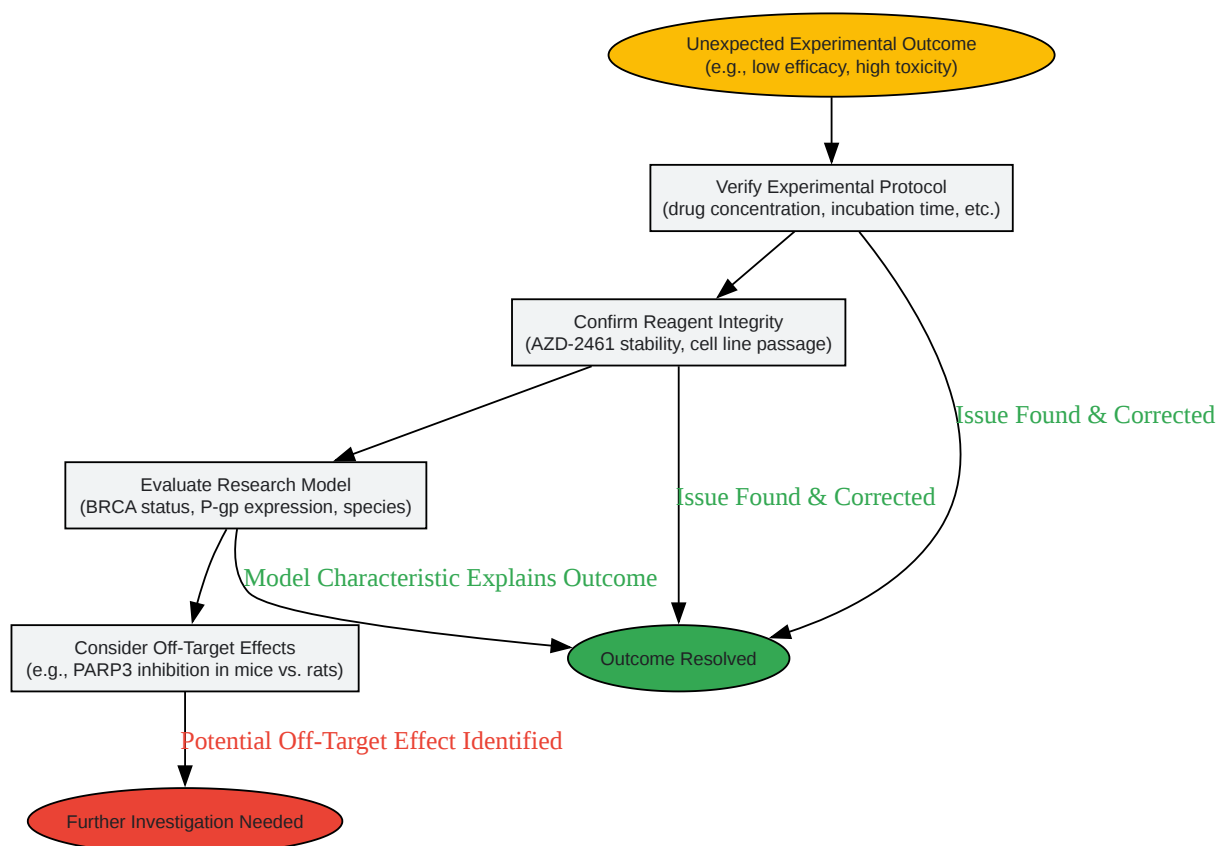 Unexpected Experimental Outcome
(e.g., low efficacy, high toxicity)
Verify Experimental Protocol
(drug concentration, incubation time, etc.)
Confirm Reagent Integrity
(AZD-2461 stability, cell line passage)
Issue Found & Corrected
Evaluate Research Model
(BRCA status, P-gp expression, species)
Issue Found & Corrected
Model Characteristic Explains Outcome
Consider Off-Target Effects
(e.g., PARP3 inhibition in mice vs. rats)
Outcome Resolved
Potential Off-Target Effect Identified
Further Investigation Needed